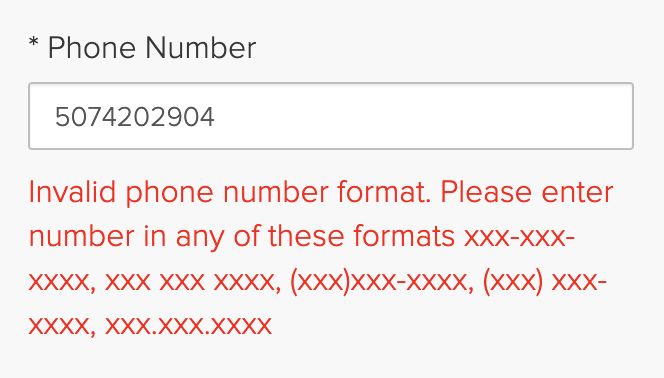 * Phone Number
5074202904
Invalid phone number format. Please enter
number in any of these formats xxx-xxx-
xxxx, xxx xxx xxxx, (xxx)xxx-xxxx, (xxx) xxx-
xxxx, xxx.xxx.xxxx